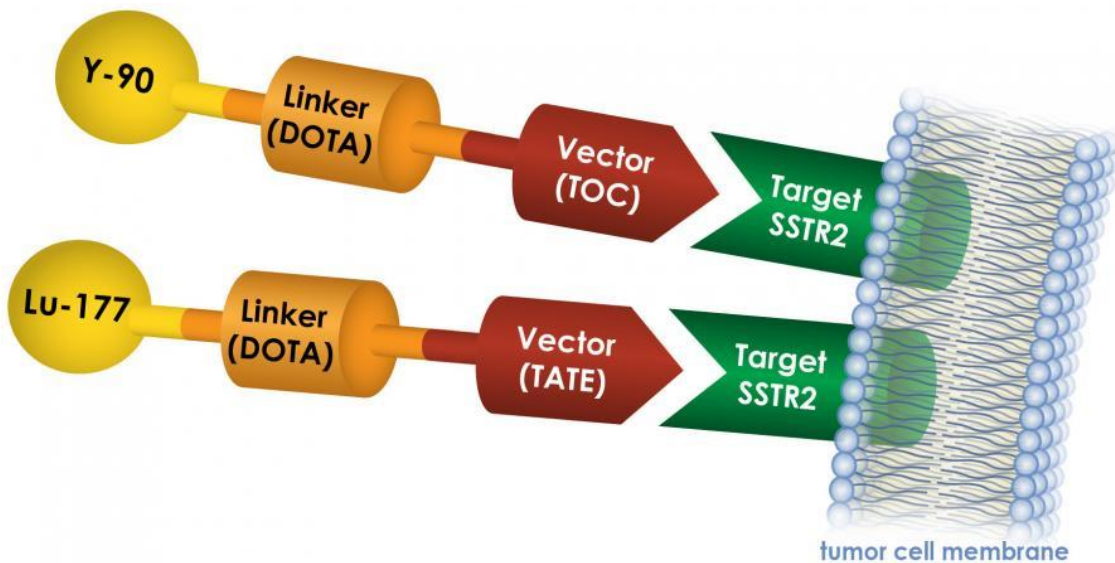 Y-90
Linker
(DOTA)
Vector
(TOC)
Target
SSTR2
Lu-177
Linker
(DOTA)
Vector
(TATE)
Target
SSTR2
tumor cell membrane